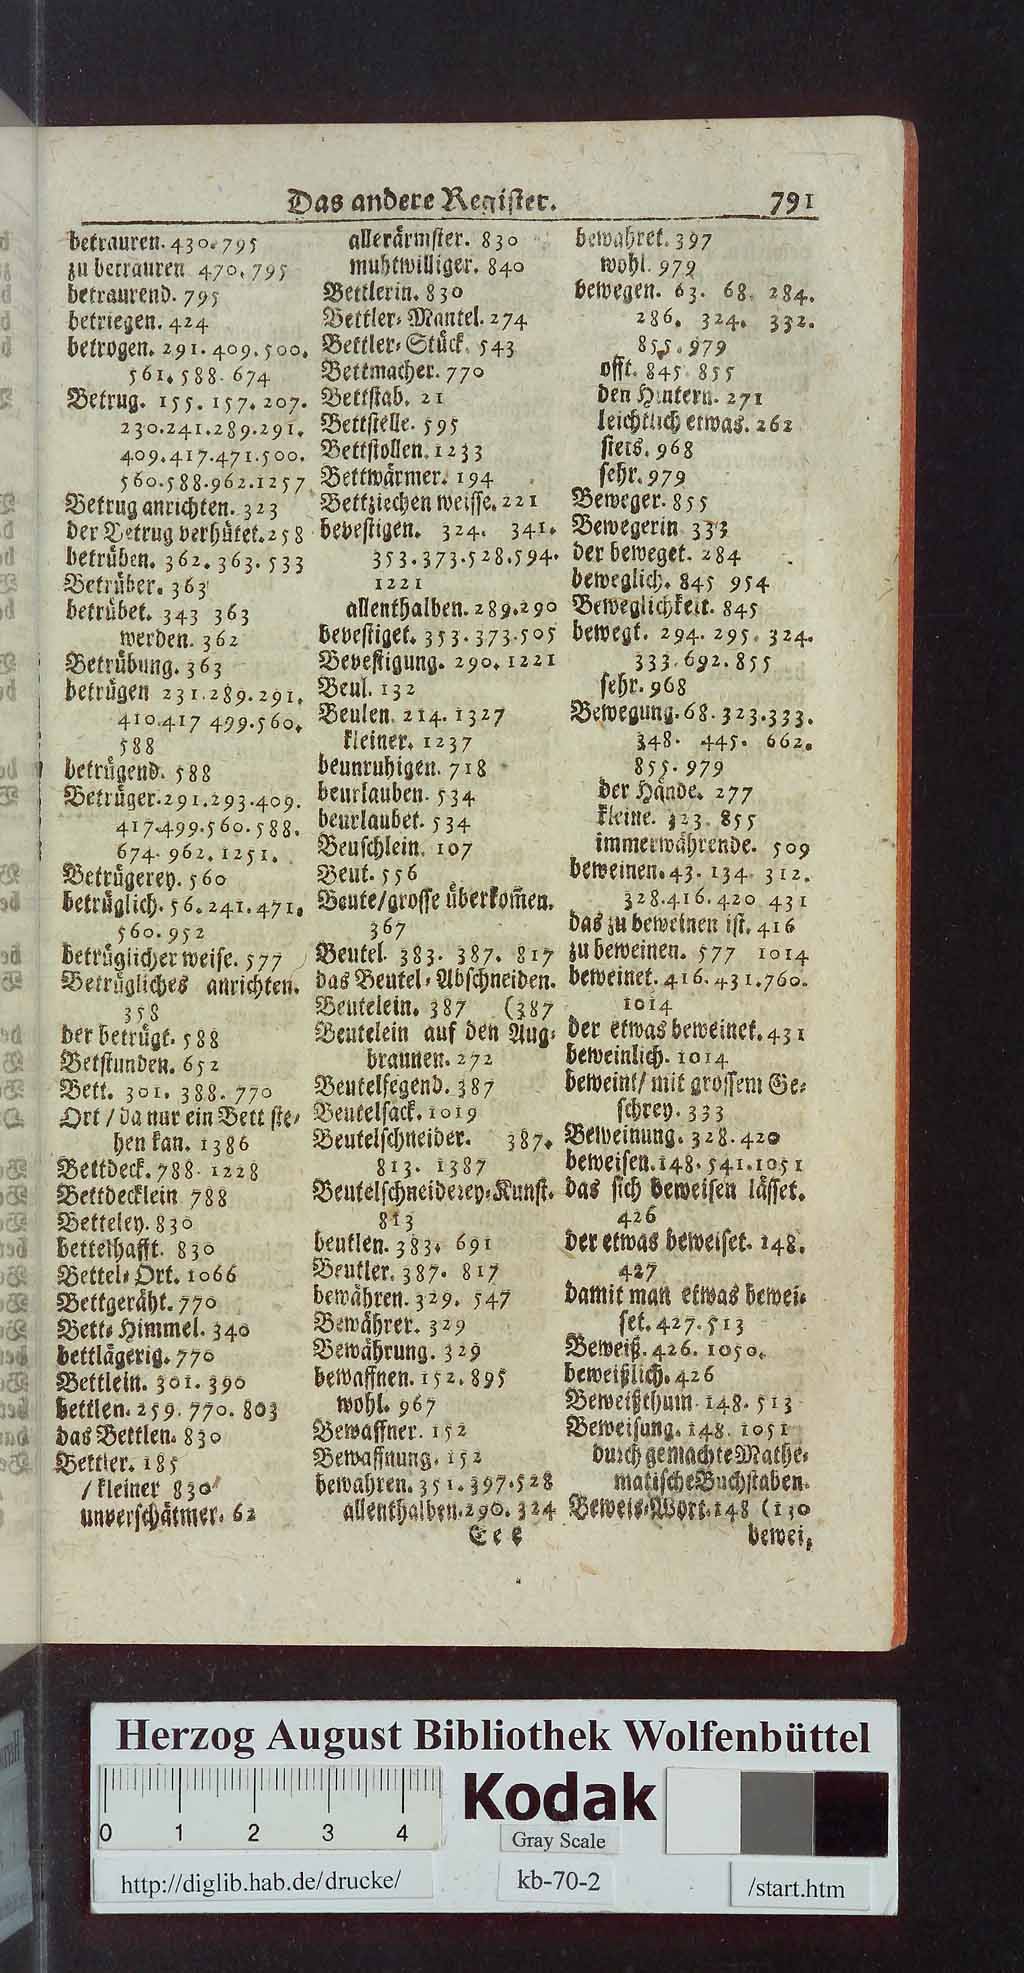 Das andere Register. 791
betrauren. 430. 795
zu betrauren 470. 795
betraurend. 795
betriegen. 424
betrogen. 291. 409. 500.
561. 588. 674
Betrug. 155. 157. 207.
230. 241. 289. 291.
409. 417. 471. 500.
560. 588. 962. 1257
Betrug anrichten. 323
der Betrug verhütet. 258
betrüben. 362. 363. 533
Betrüber. 363
betrübet. 343 363
werden. 362
Betrübung. 363
betrügen 231. 289. 291.
410. 417 499. 560.
588
betrügend. 588
Betrüger. 291. 293. 409.
417. 499. 560. 588.
674. 962. 1251.
Betrügerey. 560
betrüglich. 56. 241. 471.
560. 952
betrüglicher weise. 577
Betrügliches anrichten.
358
der betrügt. 588
Betstunden. 652
Bett. 301. 388. 770
Ort / da nur ein Bett ste-
hen kan. 1386
Bettdeck. 788. 1228
Bettdecklein 788
Betteley. 830
bettelhafft. 830
Bettel-Ort. 1066
Bettgeräht. 770
Bett-Himmel. 340
bettlägerig. 770
Bettlein. 301. 390
bettlen. 259. 770. 803
das Bettlen. 830
Bettler. 185
/ kleiner 830
unverschämer. 62
allerärmster. 830
muhtwilliger. 840
Bettlerin. 830
Bettler-Mantel. 274
Bettler-Stück. 543
Bettmacher. 770
Bettstab. 21
Bettstelle. 595
Bettstollen. 1233
Bettwärmer. 194
Bettziechen weisse. 221
bevestigen. 324. 341.
353. 373. 528. 594.
1221
allenthalben. 289. 290
bevestiget. 353. 373. 505
Bevestigung. 290. 1221
Beul. 132
Beulen. 214. 1327
kleiner. 1237
beunruhigen. 718
beurlauben. 534
beurlaubet. 534
Beuschlein. 107
Beut. 556
Beute / grosse überkom̃en.
367
Beutel. 383. 387. 817
das Beutel-Abschneiden.
Beutelein. 387 (387
Beutelein auf den Aug-
braunen. 272
Beutelfegend. 387
Beutelsack. 1019
Beutelschneider. 387.
813. 1387
Beutelschneiderey-Kunst.
813
beutlen. 383. 691
Beutler. 387. 817
bewähren. 329. 547
Bewährer. 329
Bewährung. 329
bewaffnen. 152. 895
wohl. 967
Bewaffner. 152
Bewaffnung. 152
bewahren. 351. 397. 528
allenthalben. 290. 324
Eee
bewahret. 397
wohl. 979
bewegen. 63. 68. 284.
286. 324. 332.
855. 979
offt. 845. 855
den Hintern. 271
leichtlich etwas. 262
stets. 968
sehr. 979
Beweger. 855
Bewegerin 333
der beweget. 284
beweglich. 845 954
Beweglichkeit. 845
bewegt. 294. 295. 324.
333. 692. 855
sehr. 968
Bewegung. 68. 323. 333.
348. 445. 662.
855. 979
der Hände. 277
kleine. 323. 855
immerwährende. 509
beweinen. 43. 134. 312.
328. 416. 420 431
das zu beweinen ist. 416
zu beweinen. 577 1014
beweinet. 416. 431. 760.
1014
der etwas beweinet. 431
beweinlich. 1014
beweint / mit grossem Ge-
schrey. 333
Beweinung. 328. 420
beweisen. 148. 541. 1051
das sich beweisen lässet.
426
der etwas beweiset. 148.
427
damit man etwas bewei-
set. 427. 513
Beweiß. 426. 1050.
beweißlich. 426
Beweißthum. 148. 513
Beweisung. 148. 1051
durch gemachte Mathe-
matische Buchstaben.
Beweis-Wort. 148 (130
bewei-
Herzog August Bibliothek Wolfenbüttel
0 1 2 3 4
Kodak
Gray Scale
http://diglib.hab.de/drucke/
kb-70-2
/start.htm